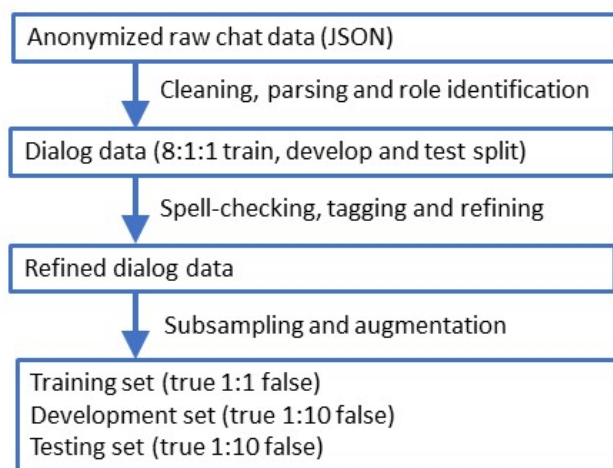 Anonymized raw chat data (JSON)
Cleaning, parsing and role identification
Dialog data (8:1:1 train, develop and test split)
Spell-checking, tagging and refining
Refined dialog data
Subsampling and augmentation
Training set (true 1:1 false)
Development set (true 1:10 false)
Testing set (true 1:10 false)